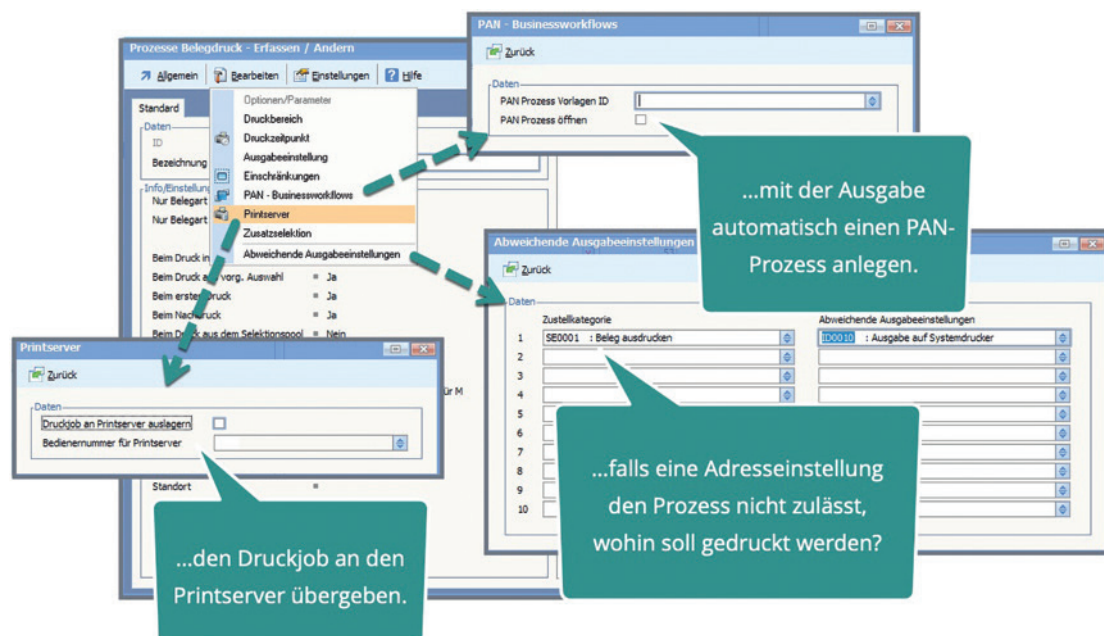 PAN - Businessworkflows
Zurück
Daten
PAN Prozess Vorlagen ID
PAN Prozess öffnen
...mit der Ausgabe
automatisch einen PAN-
Prozess anlegen.
Prozesse Belegdruck - Erfassen / Ändern
Allgemein Bearbeiten Einstellungen Hilfe
Standard
Daten
ID
Bezeichnung
Info/Einstellung
Nur Belegart
Nur Belegart
Beim Druck
Beim Druck vorg. Auswahl = Ja
Beim ersten Druck = Ja
Beim Nachdruck = Ja
Beim Druck aus dem Selektionspool = Nein
ür M
Standort =
Optionen/Parameter
Druckbereich
Druckzeitpunkt
Ausgabeeinstellung
Einschränkungen
PAN - Businessworkflows
Printserver
Zusatzselektion
Abweichende Ausgabeeinstellungen
Abweichende Ausgabeeinstellungen
Zurück
Daten
Zustellkategorie Abweichende Ausgabeeinstellungen
1 SE0001 : Beleg ausdrucken ID0010 : Ausgabe auf Systemdrucker
2
3
4
5
6
7
8
9
10
...falls eine Adresseinstellung
den Prozess nicht zulässt,
wohin soll gedruckt werden?
Printserver
Zurück
Daten
Druckjob an Printserver auslagern
Bedienernummer für Printserver
...den Druckjob an den
Printserver übergeben.